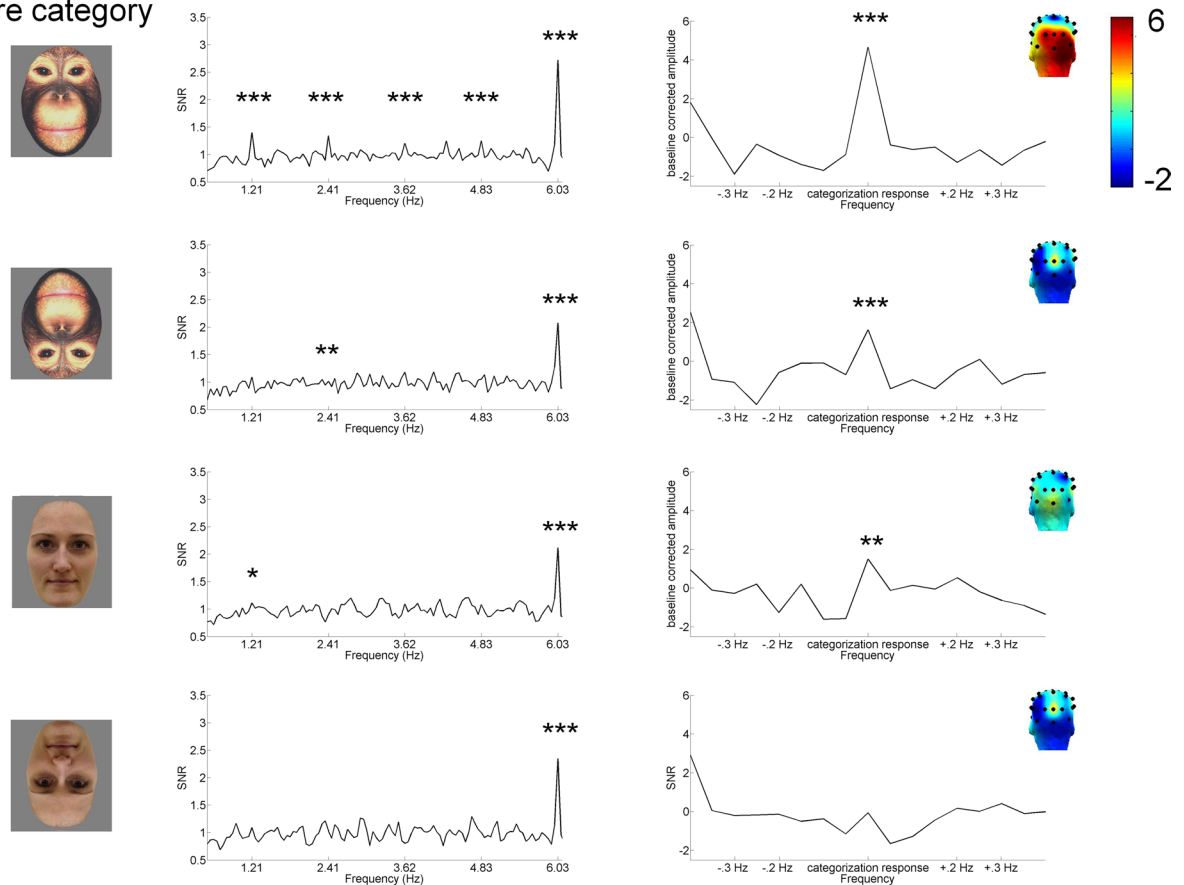 re category
3.5
3
2.5
2
1.5
1
0.5
SNR
***
***
***
***
***
1.21
2.41
3.62
4.83
6.03
Frequency (Hz)
6
4
2
0
-2
baseline corrected amplitude
***
-.3 Hz
-.2 Hz
categorization response
+.2 Hz
+.3 Hz
Frequency
6
-2
3.5
3
2.5
2
1.5
1
0.5
SNR
**
***
1.21
2.41
3.62
4.83
6.03
Frequency (Hz)
6
4
2
0
-2
baseline corrected amplitude
***
-.3 Hz
-.2 Hz
categorization response
+.2 Hz
+.3 Hz
Frequency
3.5
3
2.5
2
1.5
1
0.5
SNR
*
***
1.21
2.41
3.62
4.83
6.03
Frequency (Hz)
6
4
2
0
-2
baseline corrected amplitude
**
-.3 Hz
-.2 Hz
categorization response
+.2 Hz
+.3 Hz
Frequency
3.5
3
2.5
2
1.5
1
0.5
SNR
***
1.21
2.41
3.62
4.83
6.03
Frequency (Hz)
6
4
2
0
-2
SNR
-.3 Hz
-.2 Hz
categorization response
+.2 Hz
+.3 Hz
Frequency